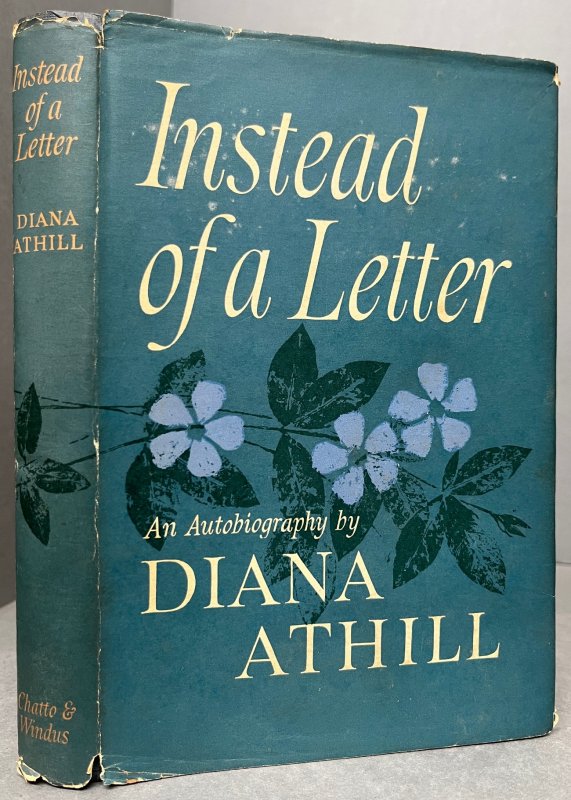 Instead
of a
Letter
DIANA
ATHILL
Chatto &
Windus
Instead
of a Letter
An Autobiography by
DIANA
ATHILL